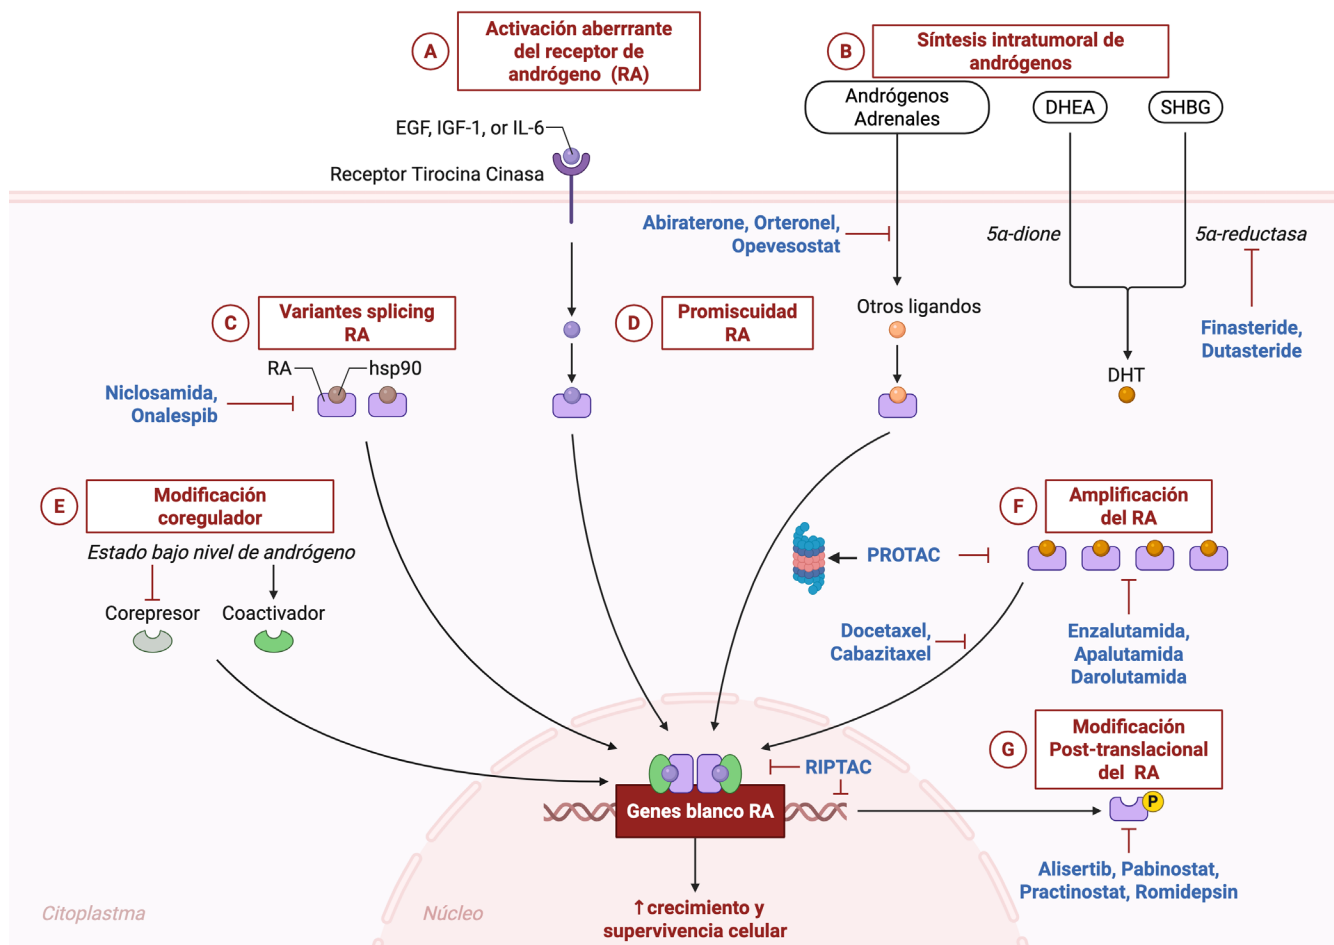 A
Activación aberrrante
del receptor de
andrógeno (RA)
B
Síntesis intratumoral de
andrógenos
Andrógenos
Adrenales
DHEA
SHBG
EGF, IGF-1, or IL-6
Receptor Tirocina Cinasa
Abiraterone, Orteronel,
Opevesostat
5α-dione
5α-reductasa
Finasteride,
Dutasteride
DHT
C
Variantes splicing
RA
RA
hsp90
Niclosamida,
Onalespib
D
Promiscuidad
RA
Otros ligandos
E
Modificación
coregulador
Estado bajo nivel de andrógeno
Corepresor
Coactivador
F
Amplificación
del RA
PROTAC
Docetaxel,
Cabazitaxel
Enzalutamida,
Apalutamida
Darolutamida
G
Modificación
Post-translacional
del RA
P
RIPTAC
Genes blanco RA
Alisertib, Pabinostat,
Practinostat, Romidepsin
↑crecimiento y
supervivencia celular
Citoplastma
Núcleo